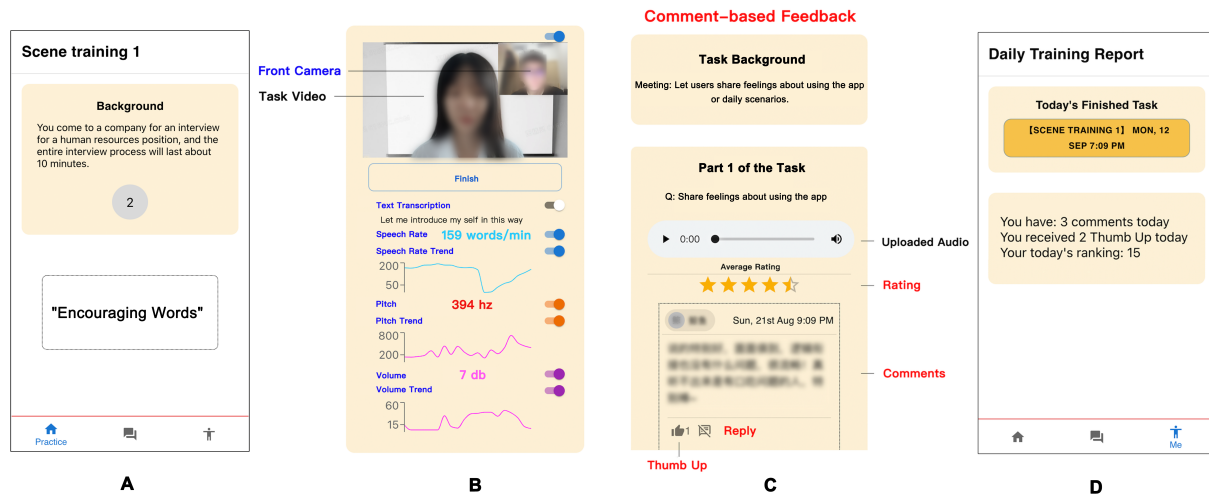 Scene training 1
Background
You come to a company for an interview
for a human resources position, and the
entire interview process will last about
10 minutes.
2
"Encouraging Words"
Practice
A
Front Camera
Task Video
Finish
Text Transcription
Let me introduce my self in this way
Speech Rate 159 words/min
Speech Rate Trend
200
50
Pitch 394 hz
Pitch Trend
800
200
Volume 7 db
Volume Trend
60
15
B
Comment-based Feedback
Task Background
Meeting: Let users share feelings about using the app
or daily scenarios.
Part 1 of the Task
Q: Share feelings about using the app
0:00
Uploaded Audio
Average Rating
Rating
Sun, 21st Aug 9:09 PM
Comments
1 Reply
Thumb Up
C
Daily Training Report
Today's Finished Task
【SCENE TRAINING 1】 MON, 12
SEP 7:09 PM
You have: 3 comments today
You received 2 Thumb Up today
Your today's ranking: 15
Me
D